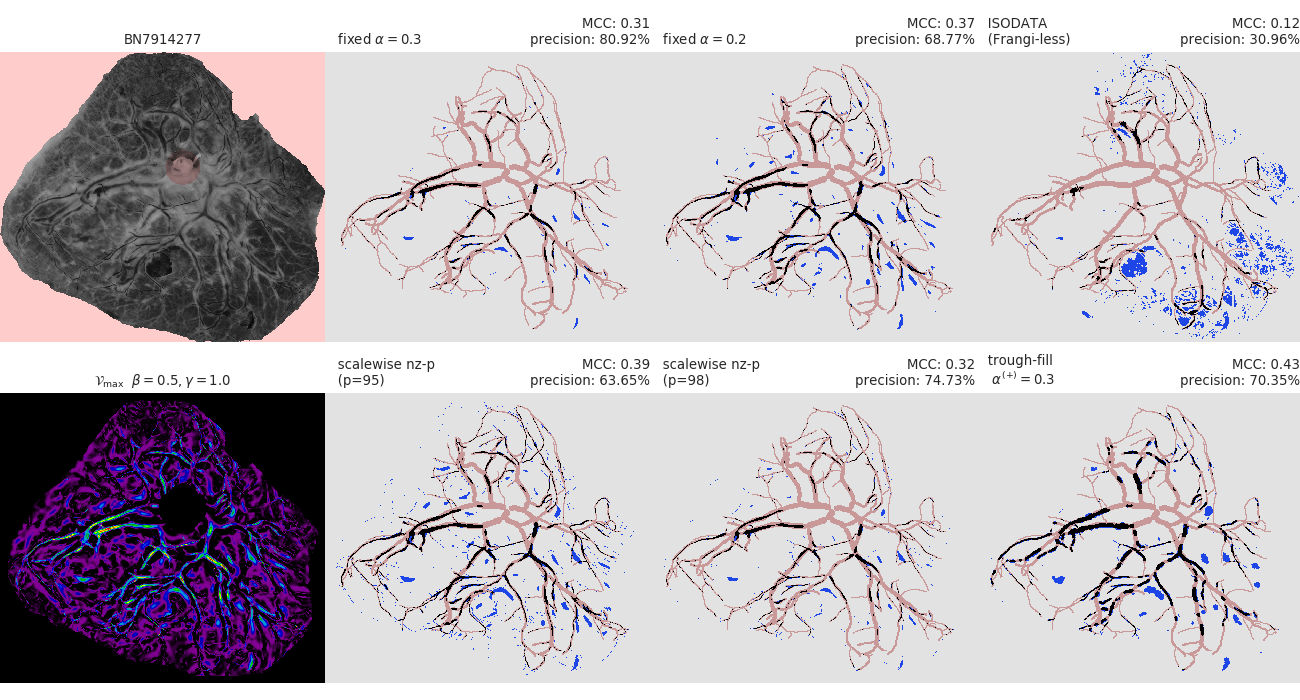 BN7914277
fixed α = 0.3
MCC: 0.31
precision: 80.92%
fixed α = 0.2
MCC: 0.37
precision: 68.77%
ISODATA
(Frangi-less)
MCC: 0.12
precision: 30.96%
𝒱max β = 0.5, γ = 1.0
scalewise nz-p
(p=95)
MCC: 0.39
precision: 63.65%
scalewise nz-p
(p=98)
MCC: 0.32
precision: 74.73%
trough-fill
α(+) = 0.3
MCC: 0.43
precision: 70.35%